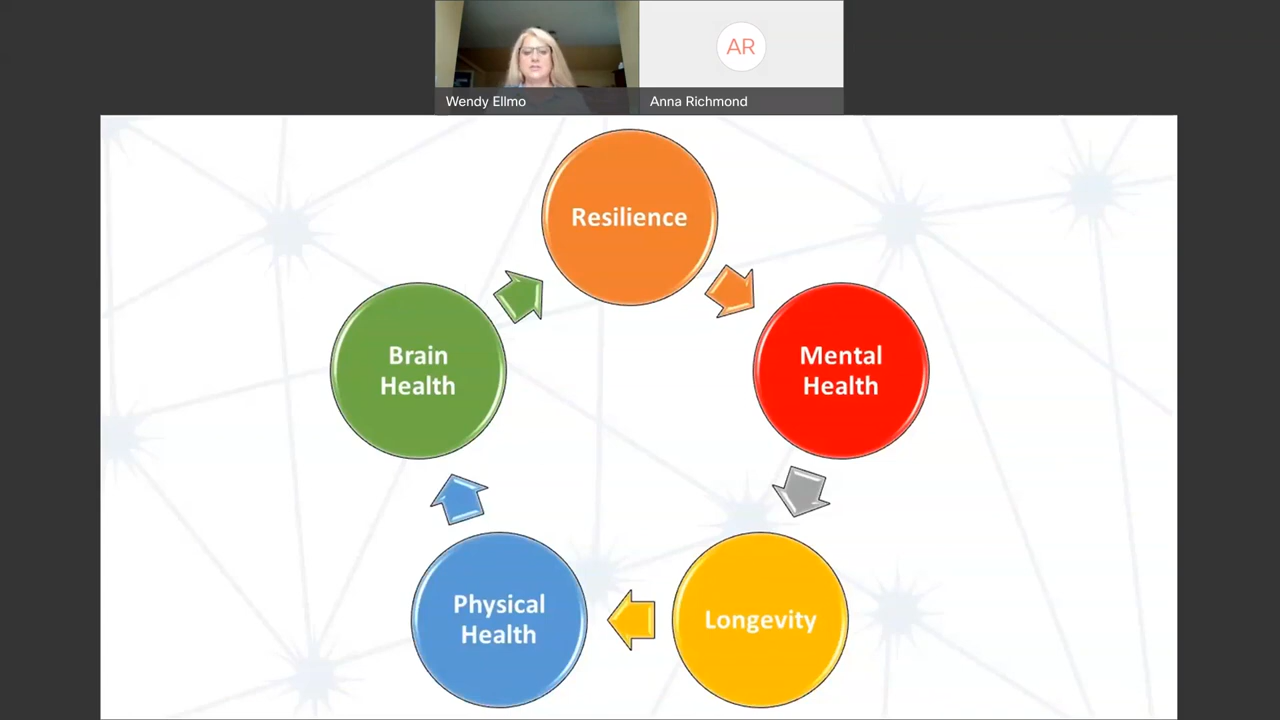 AR
Wendy Ellmo
Anna Richmond
Resilience
Brain
Health
Mental
Health
Physical
Health
Longevity